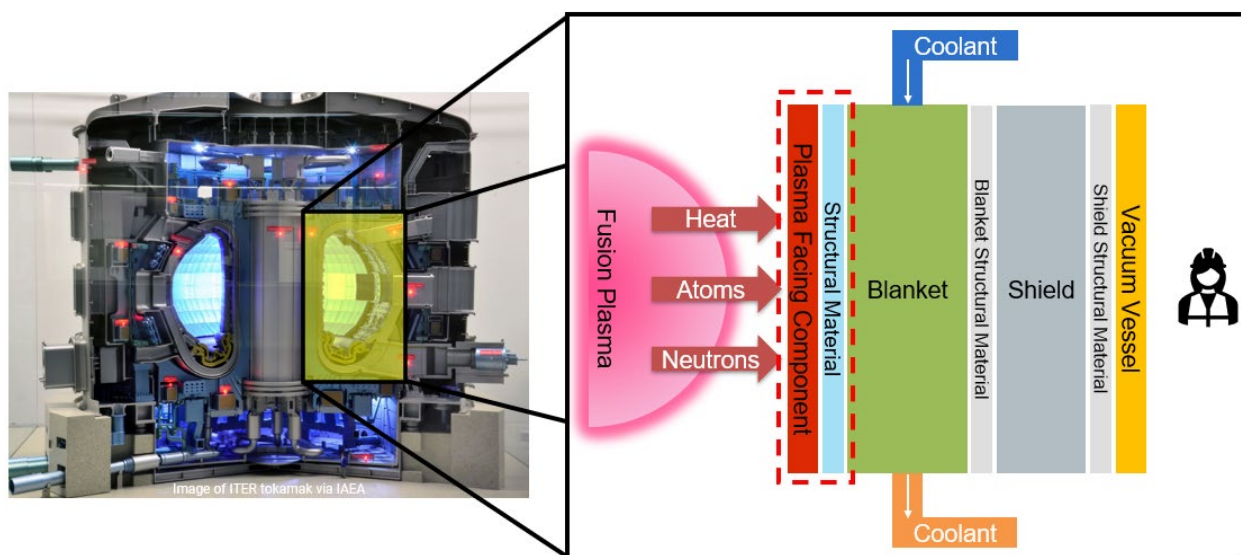 Coolant
Fusion Plasma
Heat
Atoms
Neutrons
Plasma Facing Component
Structural Material
Blanket
Blanket Structural Material
Shield
Shield Structural Material
Vacuum Vessel
Coolant
Image of ITER tokamak via IAEA